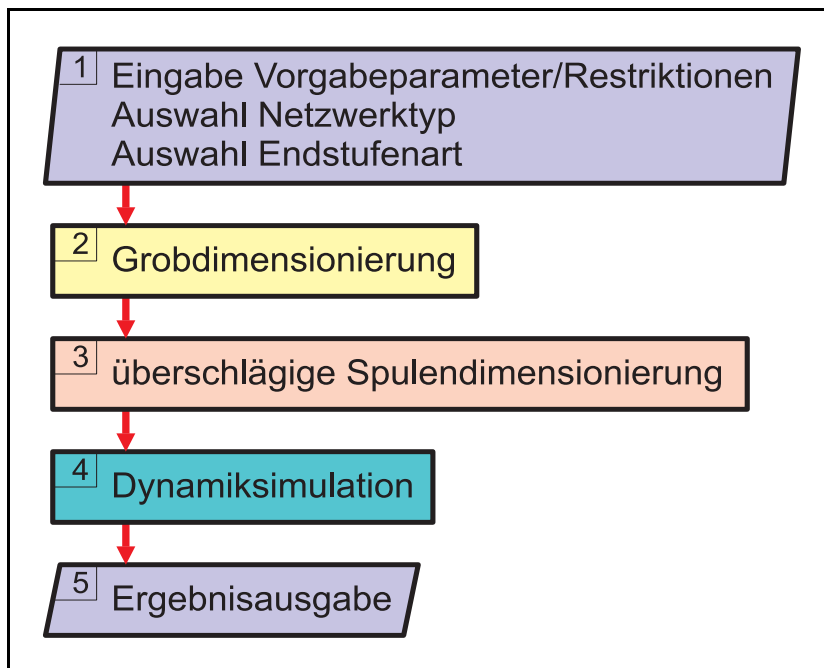 1
Eingabe Vorgabeparameter/Restriktionen
Auswahl Netzwerktyp
Auswahl Endstufenart
2
Grobdimensionierung
3
überschlägige Spulendimensionierung
4
Dynamiksimulation
5
Ergebnisausgabe